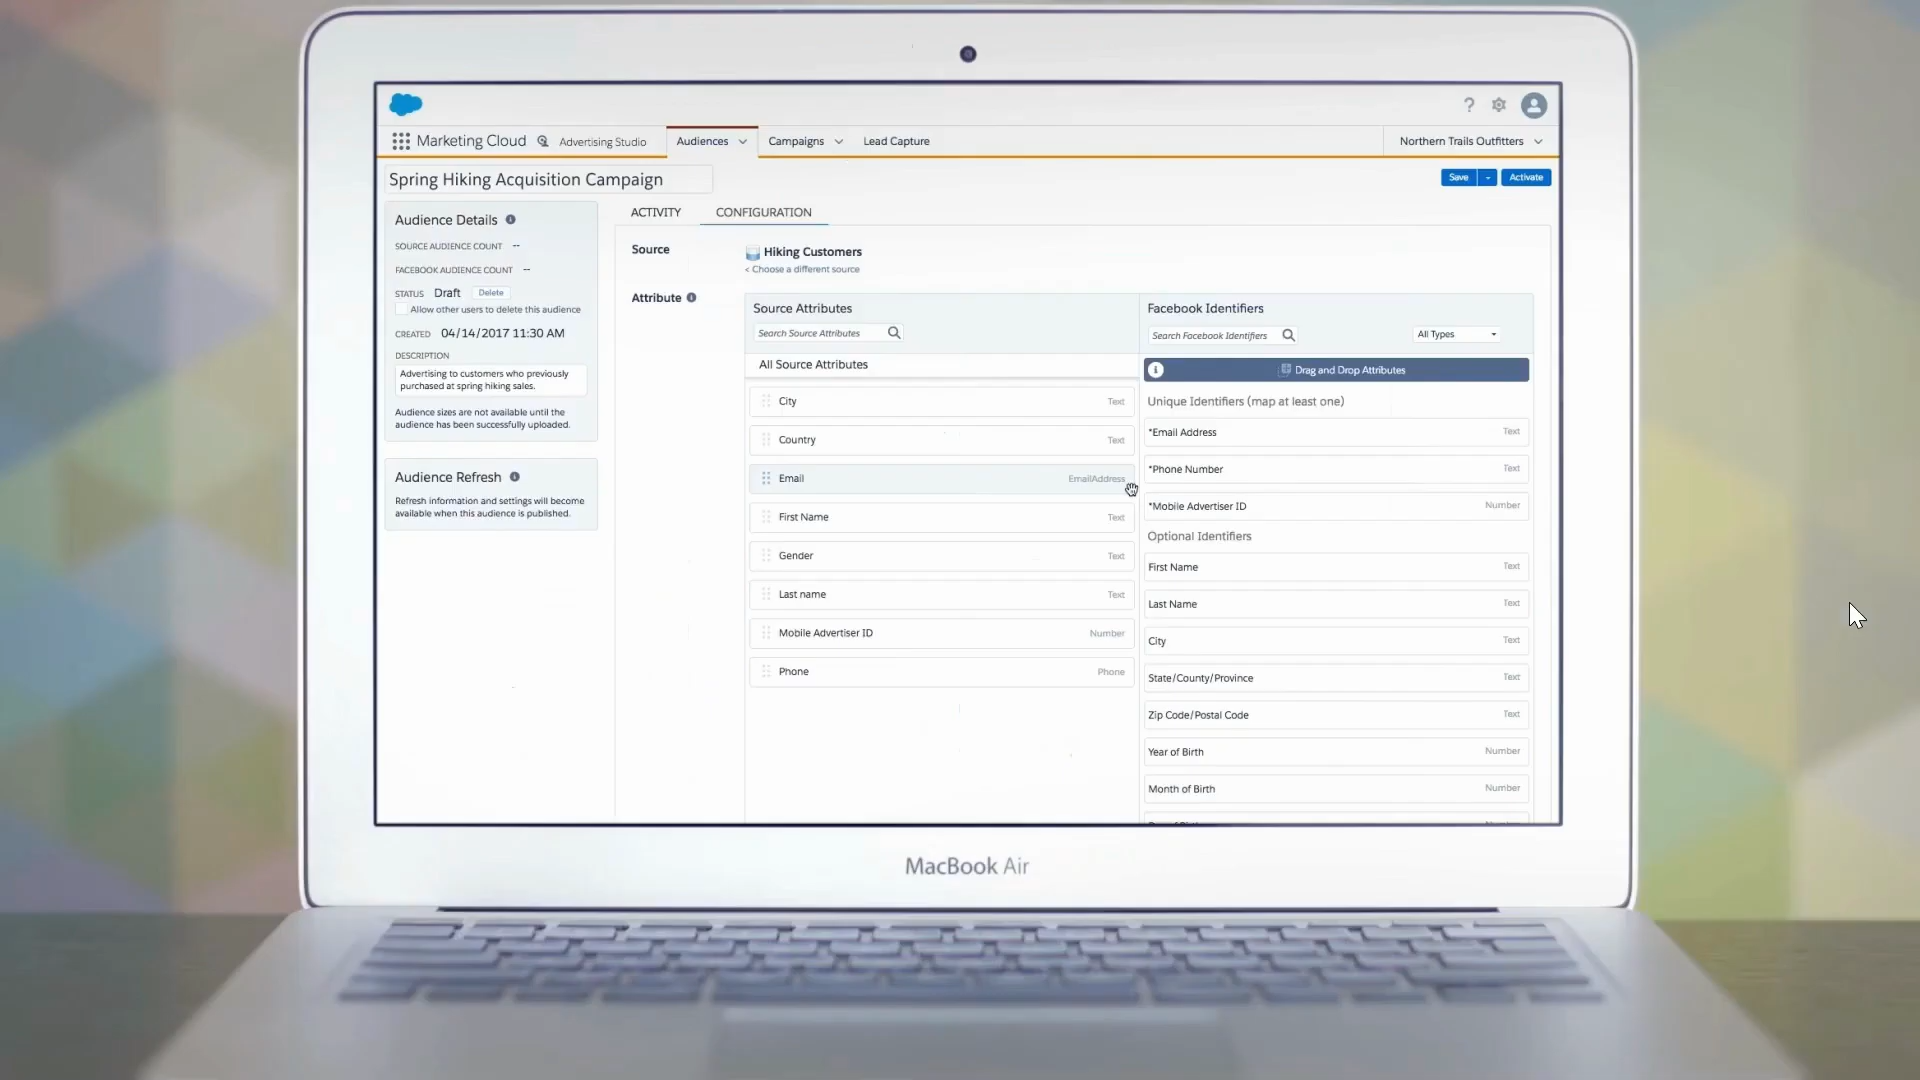 Marketing Cloud Advertising Studio Audiences Campaigns Lead Capture Northern Trails Outfitters
Spring Hiking Acquisition Campaign
Save Activate
Audience Details
SOURCE AUDIENCE COUNT --
FACEBOOK AUDIENCE COUNT --
STATUS Draft Delete
Allow other users to delete this audience
CREATED 04/14/2017 11:30 AM
DESCRIPTION
Advertising to customers who previously
purchased at spring hiking sales.
Audience sizes are not available until the
audience has been successfully uploaded.
Audience Refresh
Refresh information and settings will become
available when this audience is published.
ACTIVITY CONFIGURATION
Source
Hiking Customers
< Choose a different source
Attribute
Source Attributes
Search Source Attributes
All Source Attributes
City Text
Country Text
Email EmailAddress
First Name Text
Gender Text
Last name Text
Mobile Advertiser ID Number
Phone Phone
Facebook Identifiers
Search Facebook Identifiers All Types
Drag and Drop Attributes
Unique Identifiers (map at least one)
*Email Address Text
*Phone Number Text
*Mobile Advertiser ID Number
Optional Identifiers
First Name Text
Last Name Text
City Text
State/County/Province Text
Zip Code/Postal Code Text
Year of Birth Number
Month of Birth Number
MacBook Air